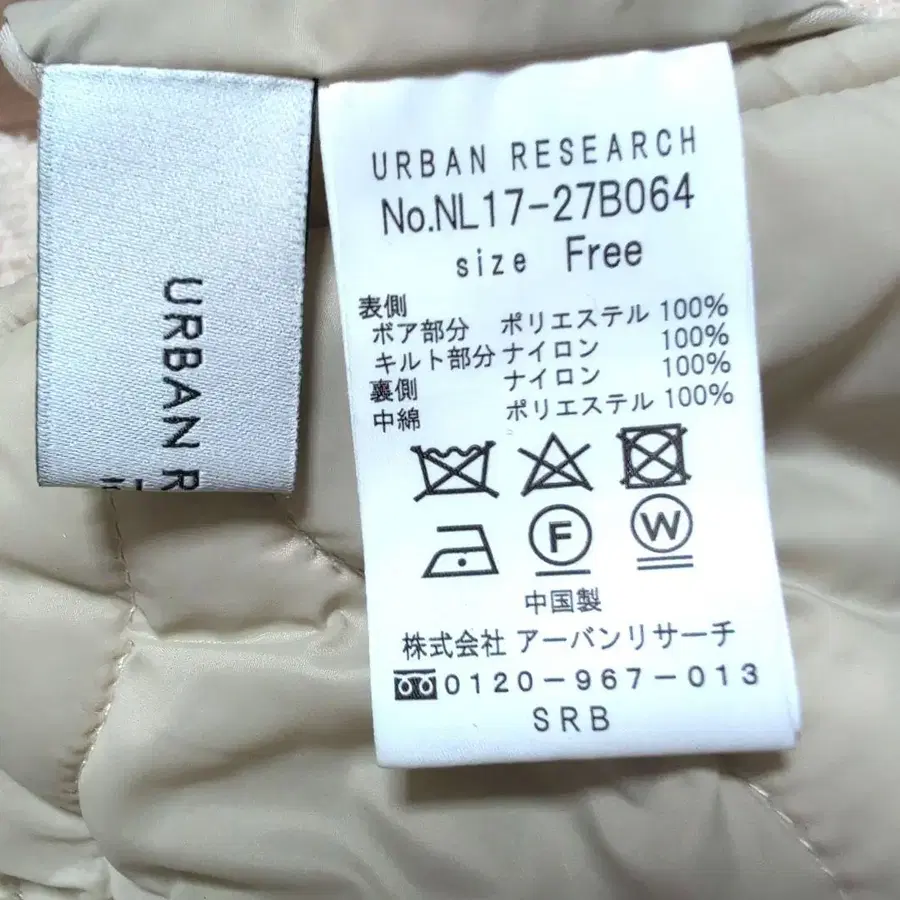 URBAN RESEARCH
No.NL17-27B064
size Free
表側
ボア部分 ポリエステル 100%
キルト部分 ナイロン 100%
裏側 ナイロン 100%
中綿 ポリエステル 100%
F W
中国製
株式会社 アーバンリサーチ
0120-967-013
SRB
URBAN R